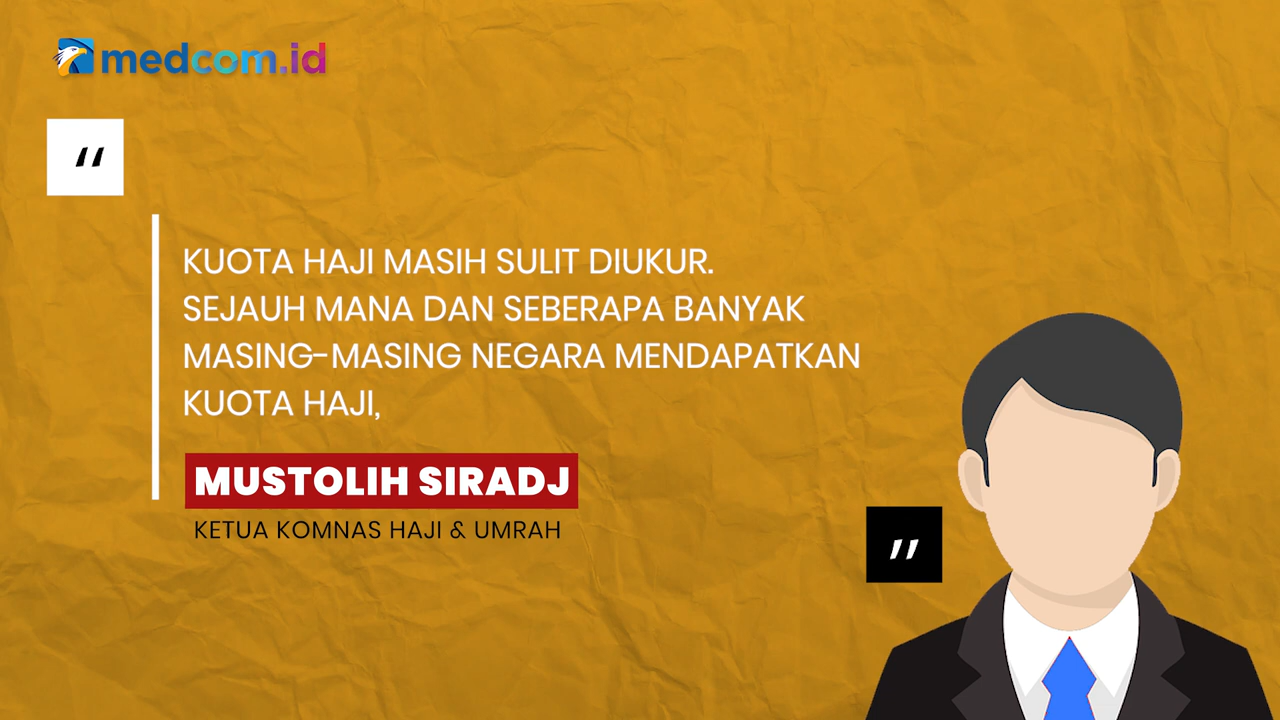 medcom.id
“
KUOTA HAJI MASIH SULIT DIUKUR.
SEJAUH MANA DAN SEBERAPA BANYAK
MASING-MASING NEGARA MENDAPATKAN
KUOTA HAJI,
MUSTOLIH SIRADJ
KETUA KOMNAS HAJI & UMRAH
”